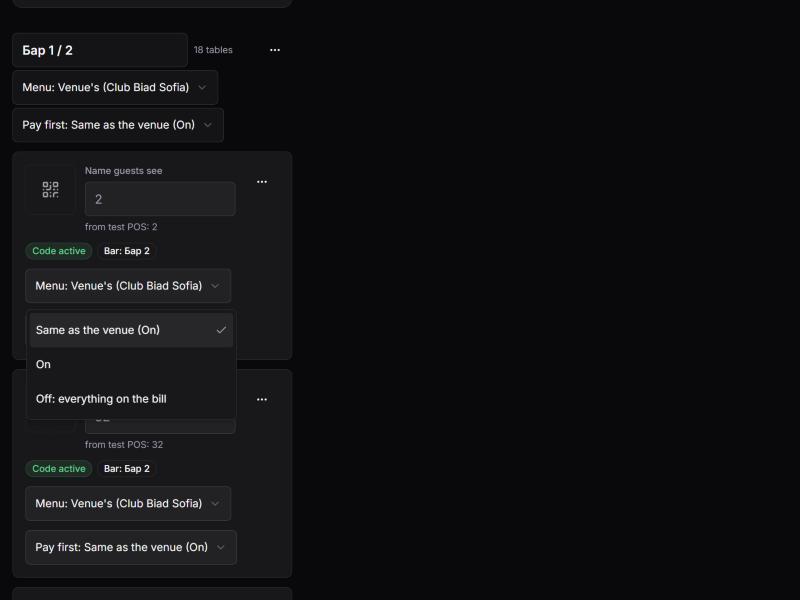 Бар 1 / 2
18 tables
Menu: Venue's (Club Biad Sofia)
Pay first: Same as the venue (On)
Name guests see
2
from test POS: 2
Code active
Bar: Бар 2
Menu: Venue's (Club Biad Sofia)
Same as the venue (On)
On
Off: everything on the bill
from test POS: 32
Code active
Bar: Бар 2
Menu: Venue's (Club Biad Sofia)
Pay first: Same as the venue (On)